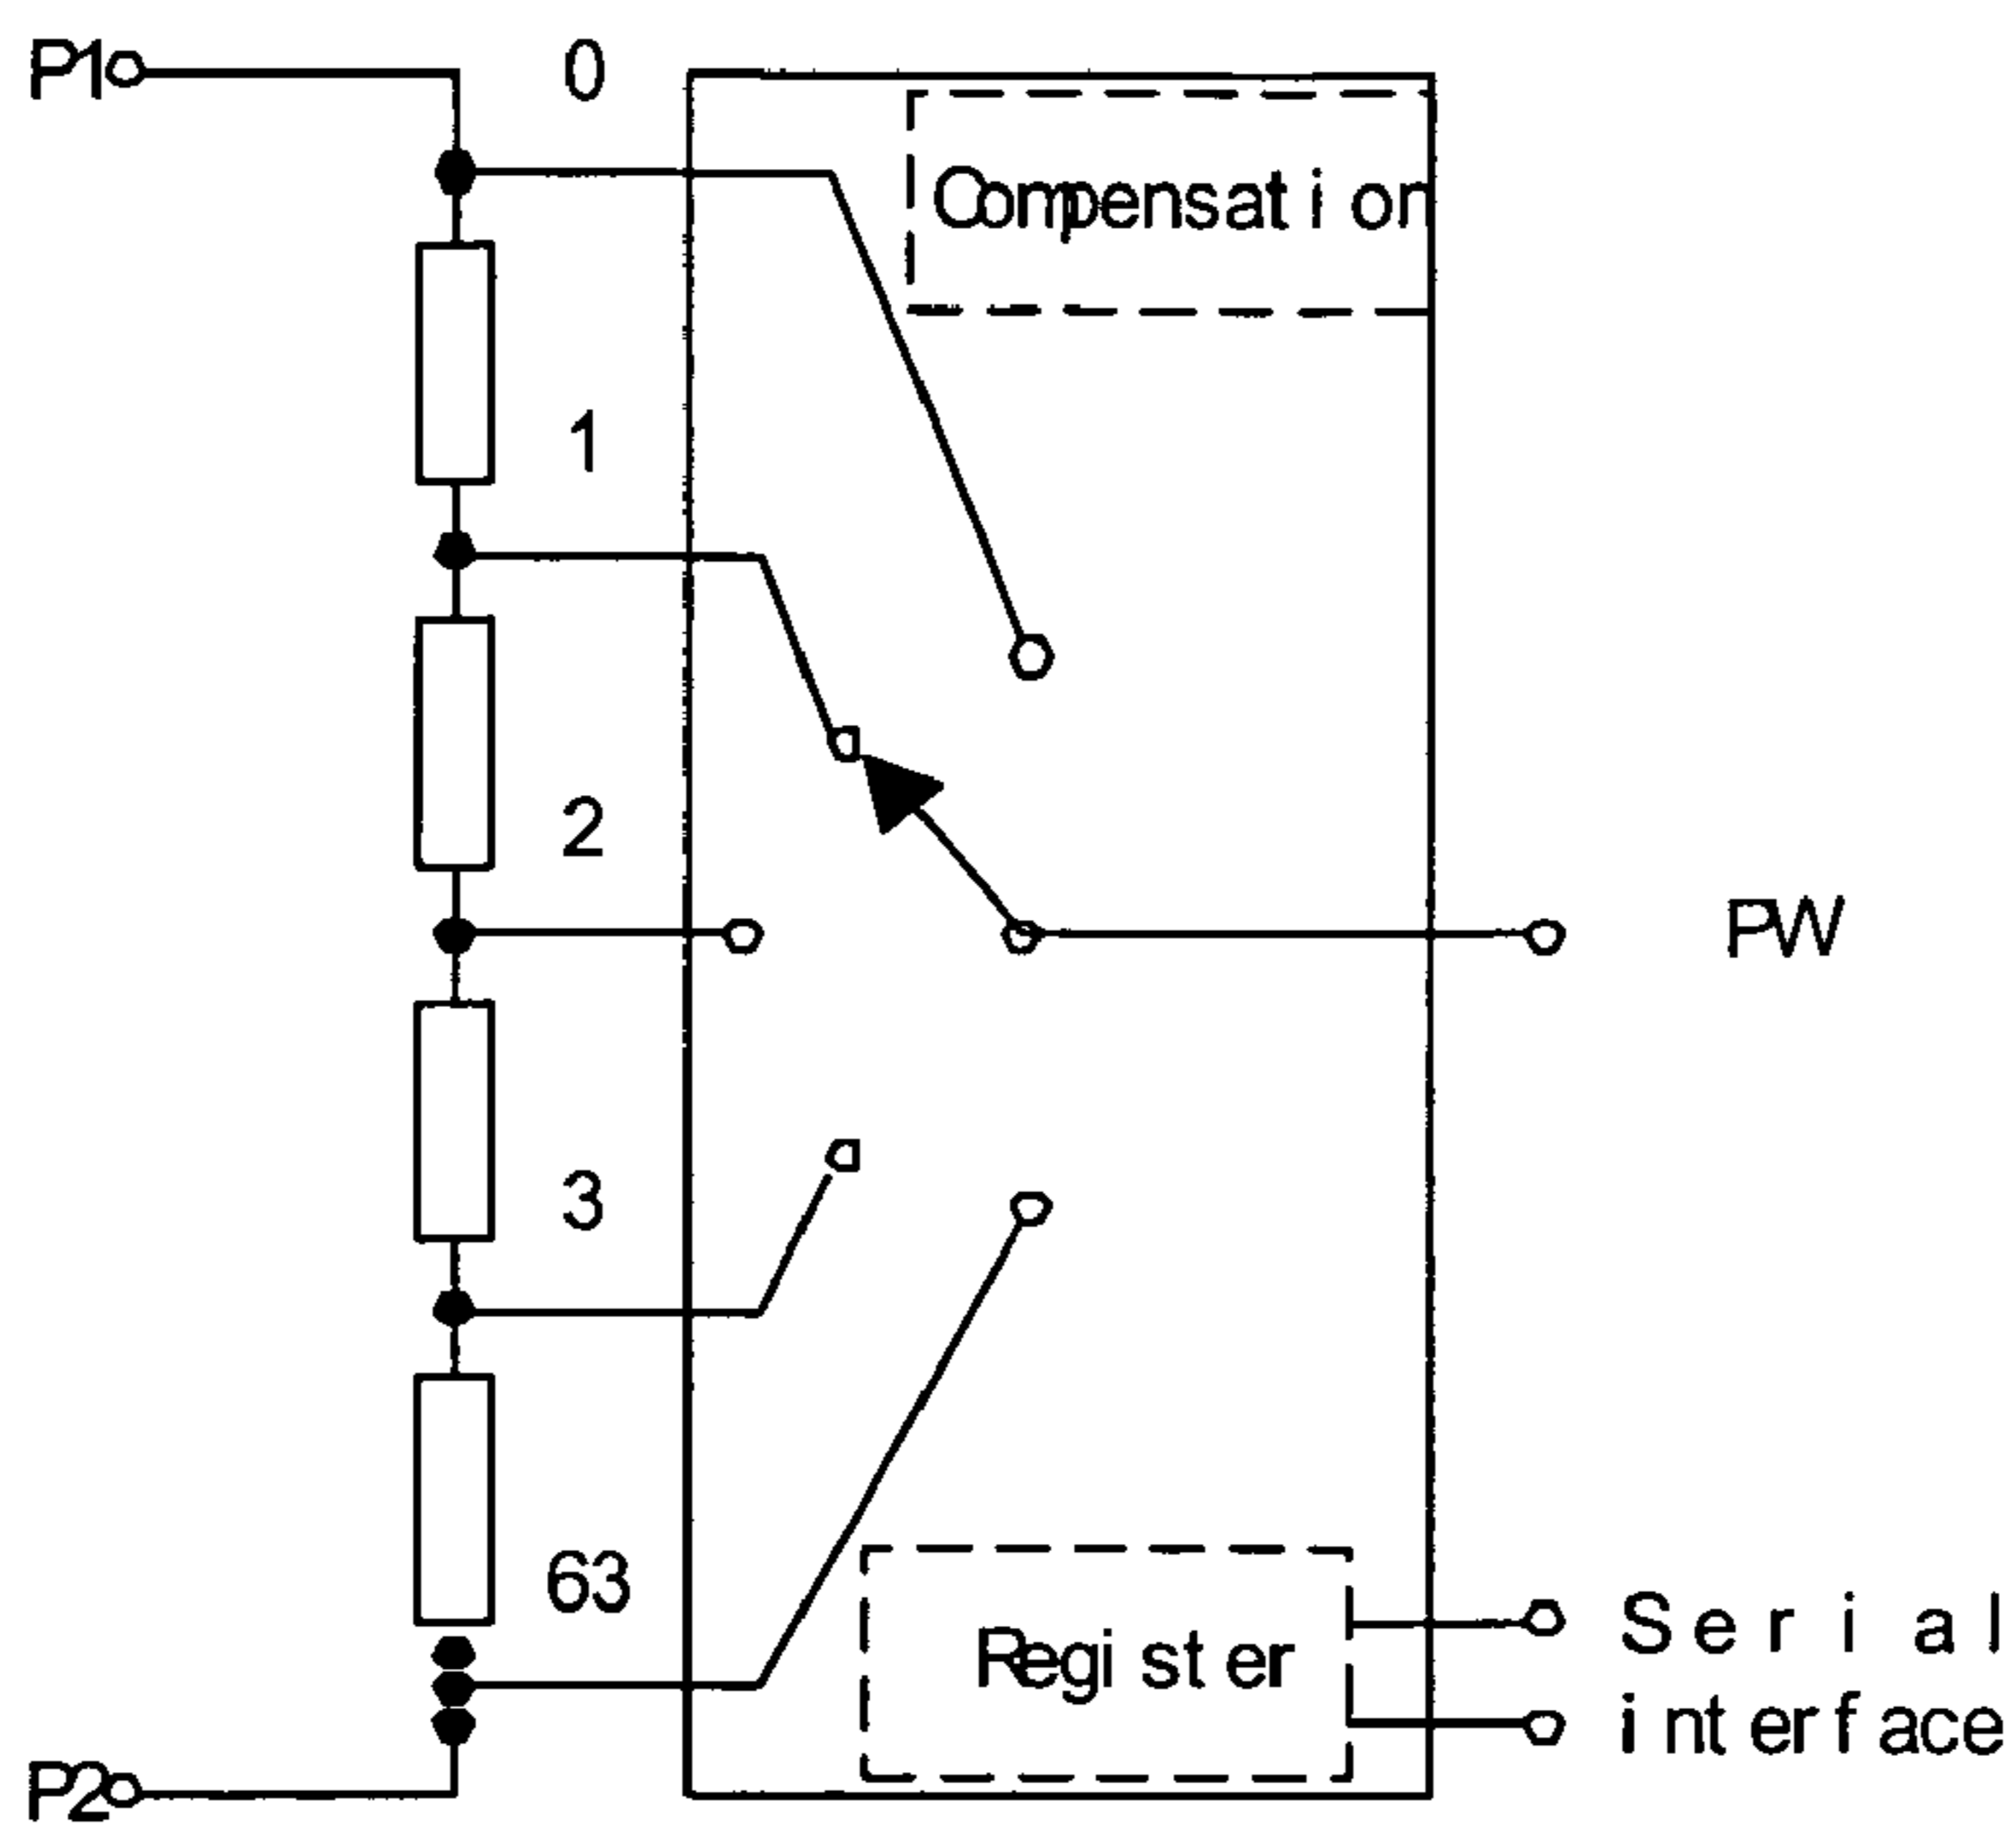 P1
0
Compensation
1
2
PW
3
63
Register
Serial
interface
P2